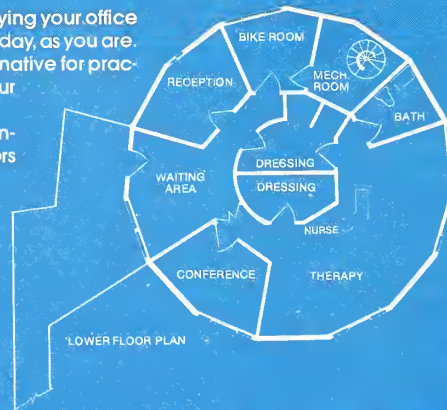 ying your office
day, as you are.
native for prac-
ur
n-
ors
BIKE ROOM
RECEPTION
MECH.
ROOM
BATH
DRESSING
WAITING
AREA
DRESSING
NURSE
CONFERENCE
THERAPY
LOWER FLOOR PLAN